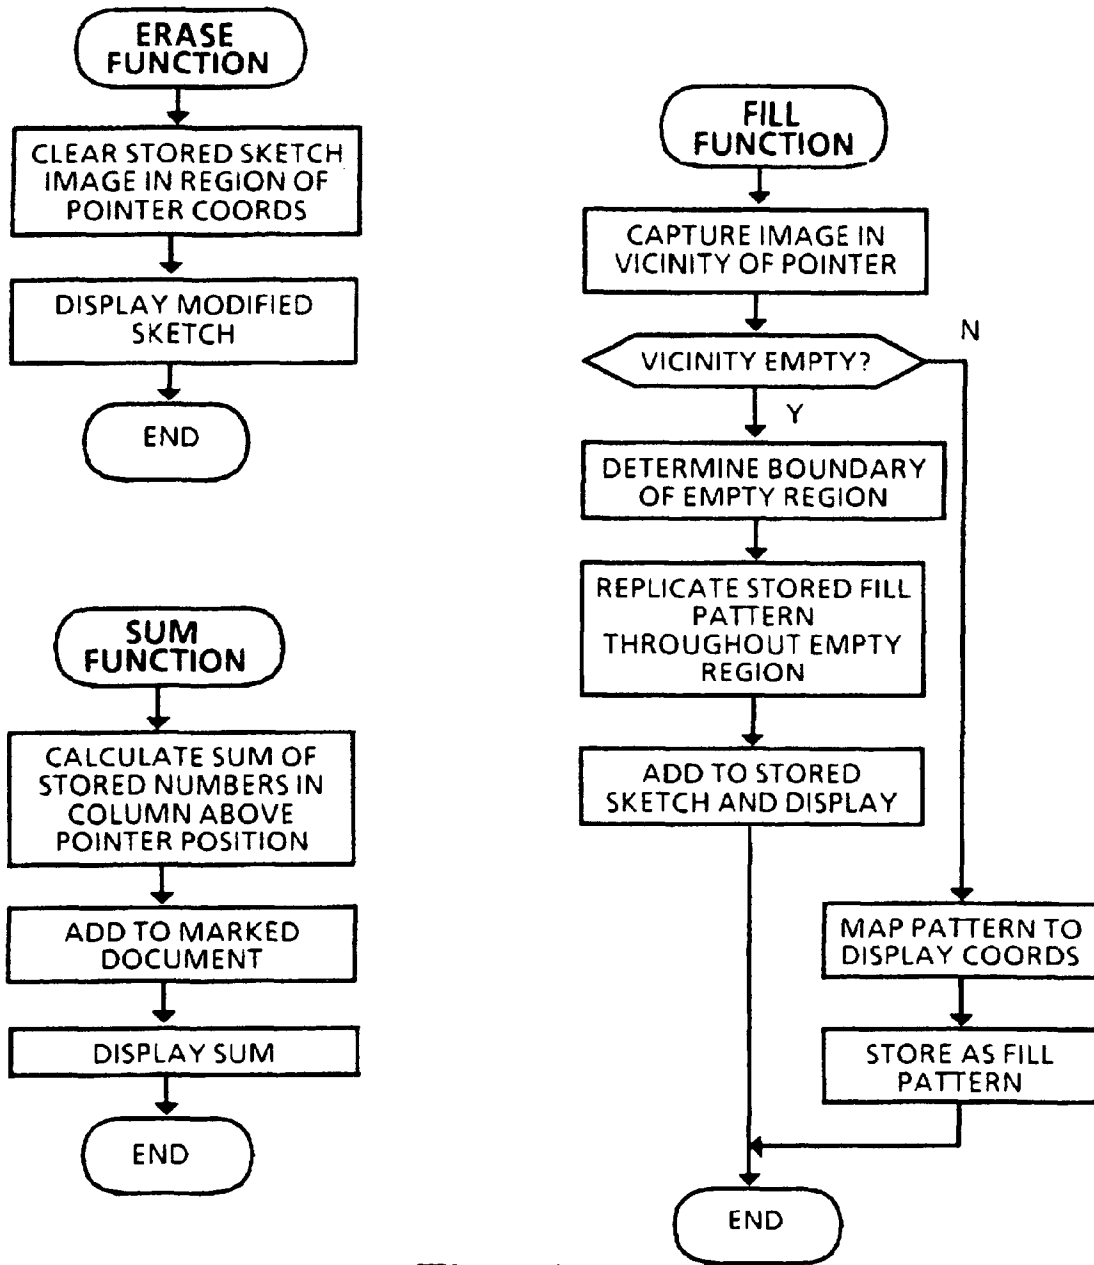 ERASE
FUNCTION
CLEAR STORED SKETCH
IMAGE IN REGION OF
POINTER COORDS
DISPLAY MODIFIED
SKETCH
END
SUM
FUNCTION
CALCULATE SUM OF
STORED NUMBERS IN
COLUMN ABOVE
POINTER POSITION
ADD TO MARKED
DOCUMENT
DISPLAY SUM
END
FILL
FUNCTION
CAPTURE IMAGE IN
VICINITY OF POINTER
VICINITY EMPTY?
N
Y
DETERMINE BOUNDARY
OF EMPTY REGION
REPLICATE STORED FILL
PATTERN
THROUGHOUT EMPTY
REGION
ADD TO STORED
SKETCH AND DISPLAY
MAP PATTERN TO
DISPLAY COORDS
STORE AS FILL
PATTERN
END